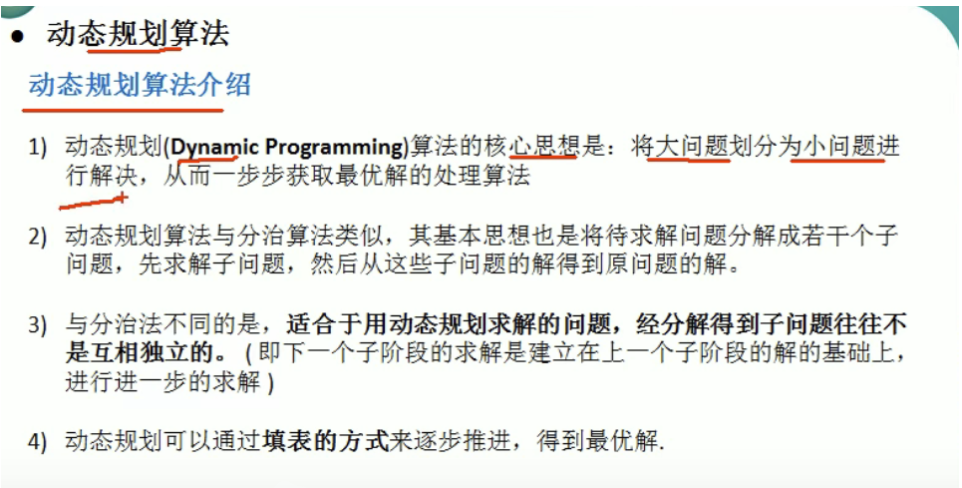 ● 动态规划算法
动态规划算法介绍
1) 动态规划(Dynamic Programming)算法的核心思想是：将大问题划分为小问题进
行解决，从而一步步获取最优解的处理算法
2) 动态规划算法与分治算法类似，其基本思想也是将待求解问题分解成若干个子
问题，先求解子问题，然后从这些子问题的解得到原问题的解。
3) 与分治法不同的是，适合于用动态规划求解的问题，经分解得到子问题往往不
是互相独立的。 ( 即下一个子阶段的求解是建立在上一个子阶段的解的基础上，
进行进一步的求解 )
4) 动态规划可以通过填表的方式来逐步推进，得到最优解.